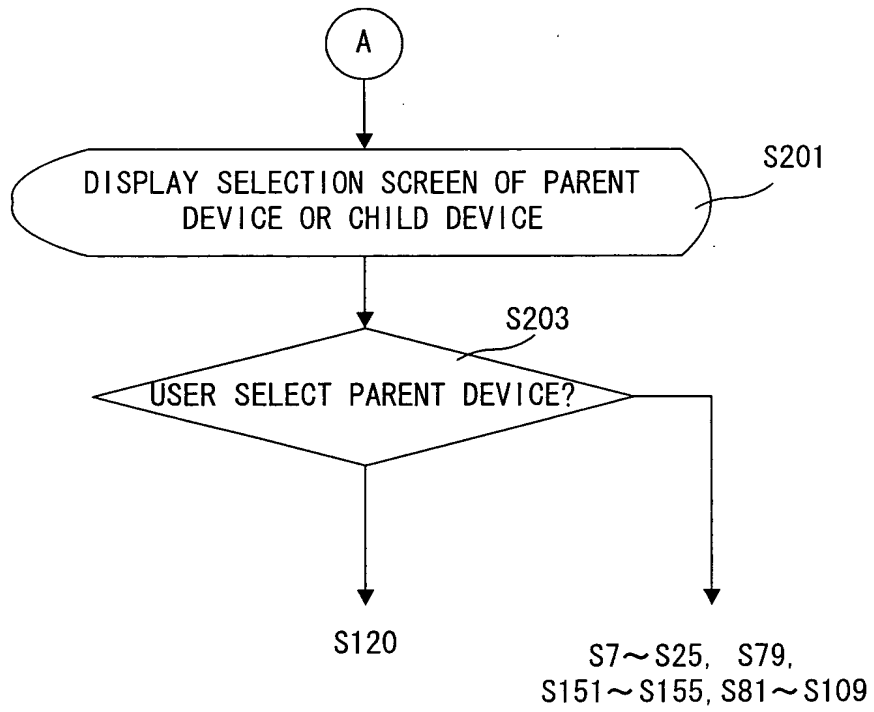 A
DISPLAY SELECTION SCREEN OF PARENT
DEVICE OR CHILD DEVICE
S201
S203
USER SELECT PARENT DEVICE?
S120
S7～S25, S79,
S151～S155, S81～S109